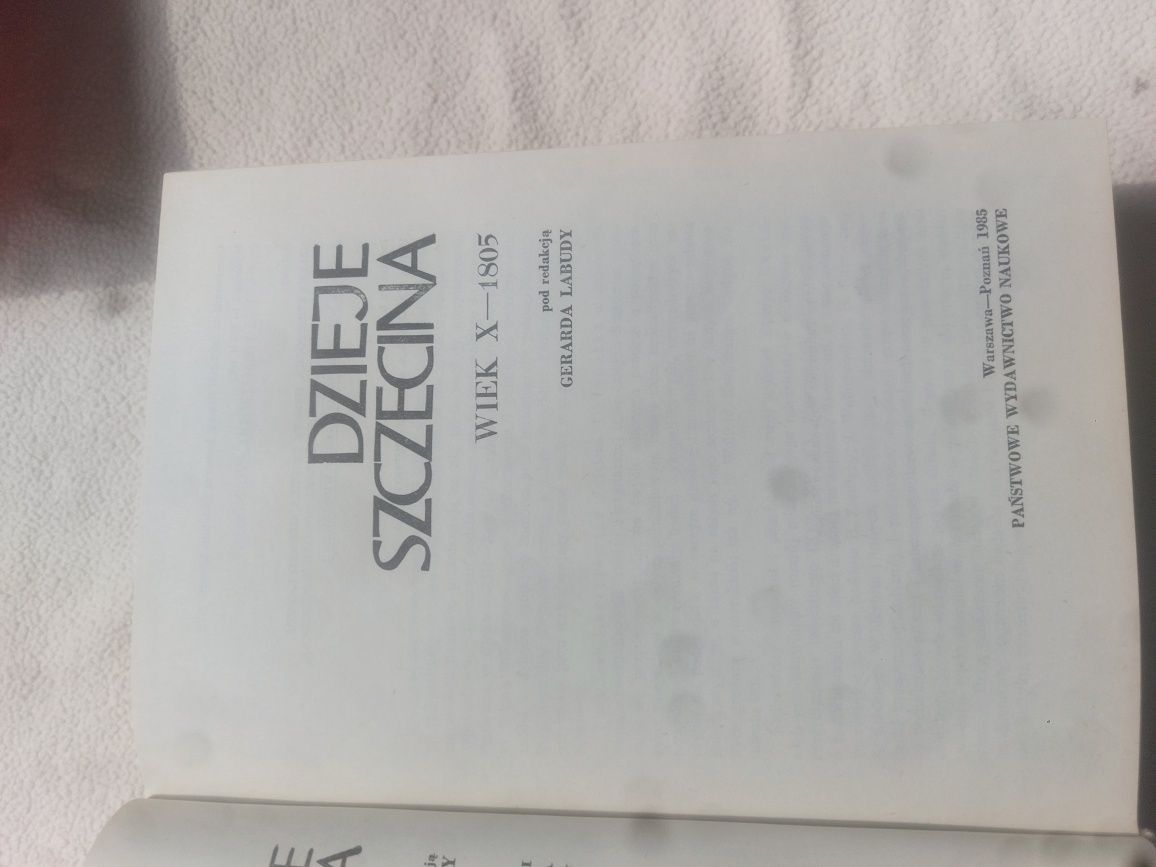 DZIEJE
SZCZECINA
WIEK X—1805
pod redakcją
GERARDA LABUDY
Warszawa—Poznań 1985
PAŃSTWOWE WYDAWNICTWO NAUKOWE